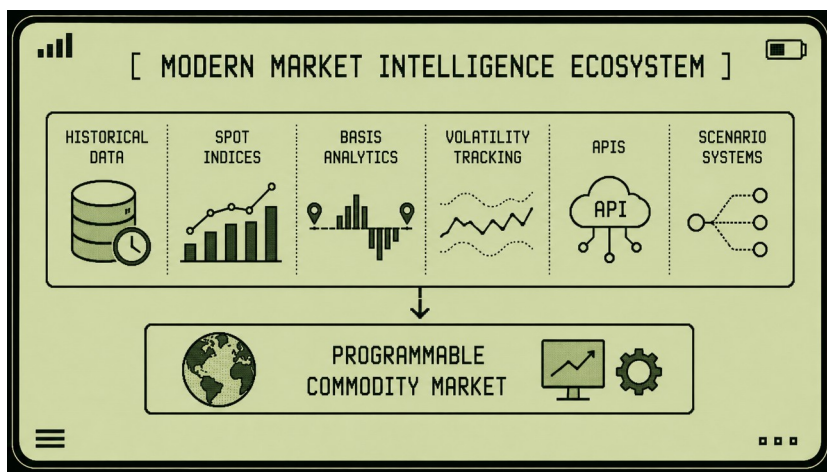 [ MODERN MARKET INTELLIGENCE ECOSYSTEM ]
HISTORICAL
DATA
SPOT
INDICES
BASIS
ANALYTICS
VOLATILITY
TRACKING
APIS
SCENARIO
SYSTEMS
API
PROGRAMMABLE
COMMODITY MARKET